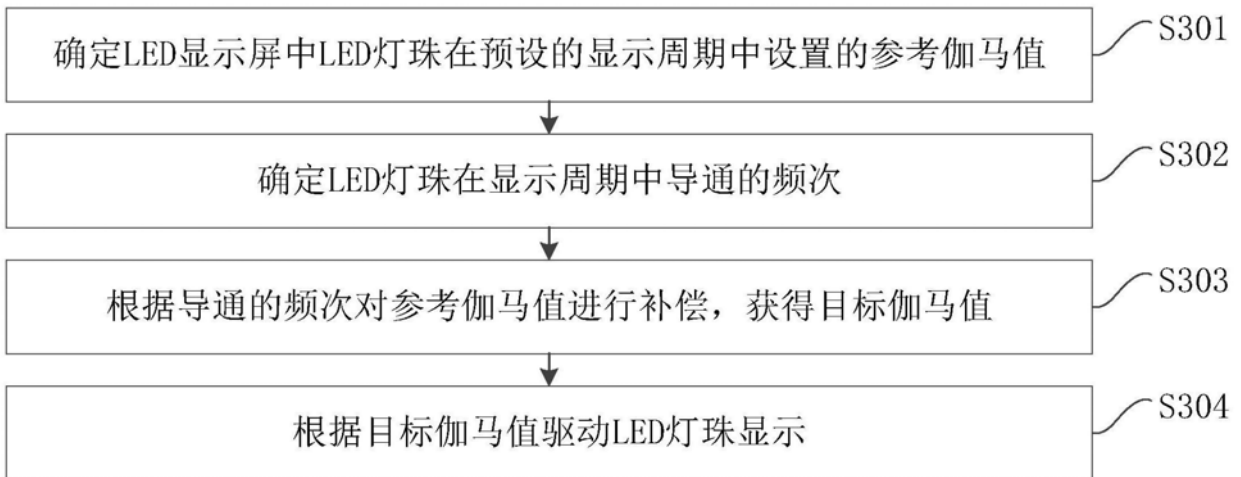 确定LED显示屏中LED灯珠在预设的显示周期中设置的参考伽马值
S301
确定LED灯珠在显示周期中导通的频次
S302
根据导通的频次对参考伽马值进行补偿，获得目标伽马值
S303
根据目标伽马值驱动LED灯珠显示
S304